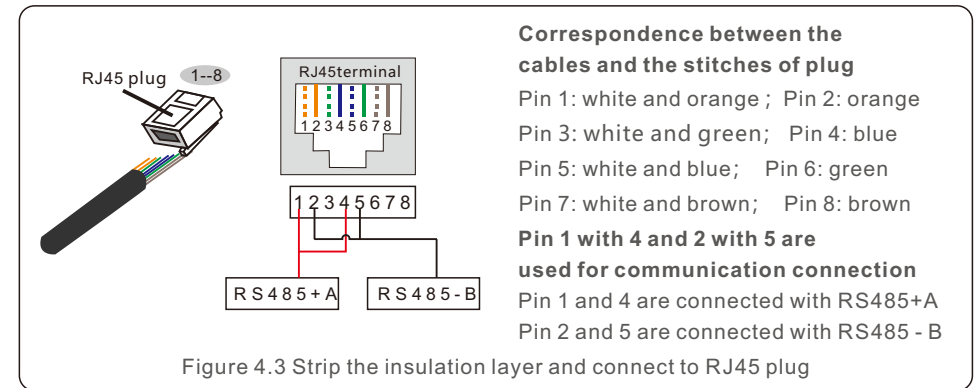 RJ45 plug 1--8
RJ45terminal
12345678
12345678
RS485+A
RS485-B
Correspondence between the
cables and the stitches of plug
Pin 1: white and orange ; Pin 2: orange
Pin 3: white and green; Pin 4: blue
Pin 5: white and blue; Pin 6: green
Pin 7: white and brown; Pin 8: brown
Pin 1 with 4 and 2 with 5 are
used for communication connection
Pin 1 and 4 are connected with RS485+A
Pin 2 and 5 are connected with RS485 - B
Figure 4.3 Strip the insulation layer and connect to RJ45 plug